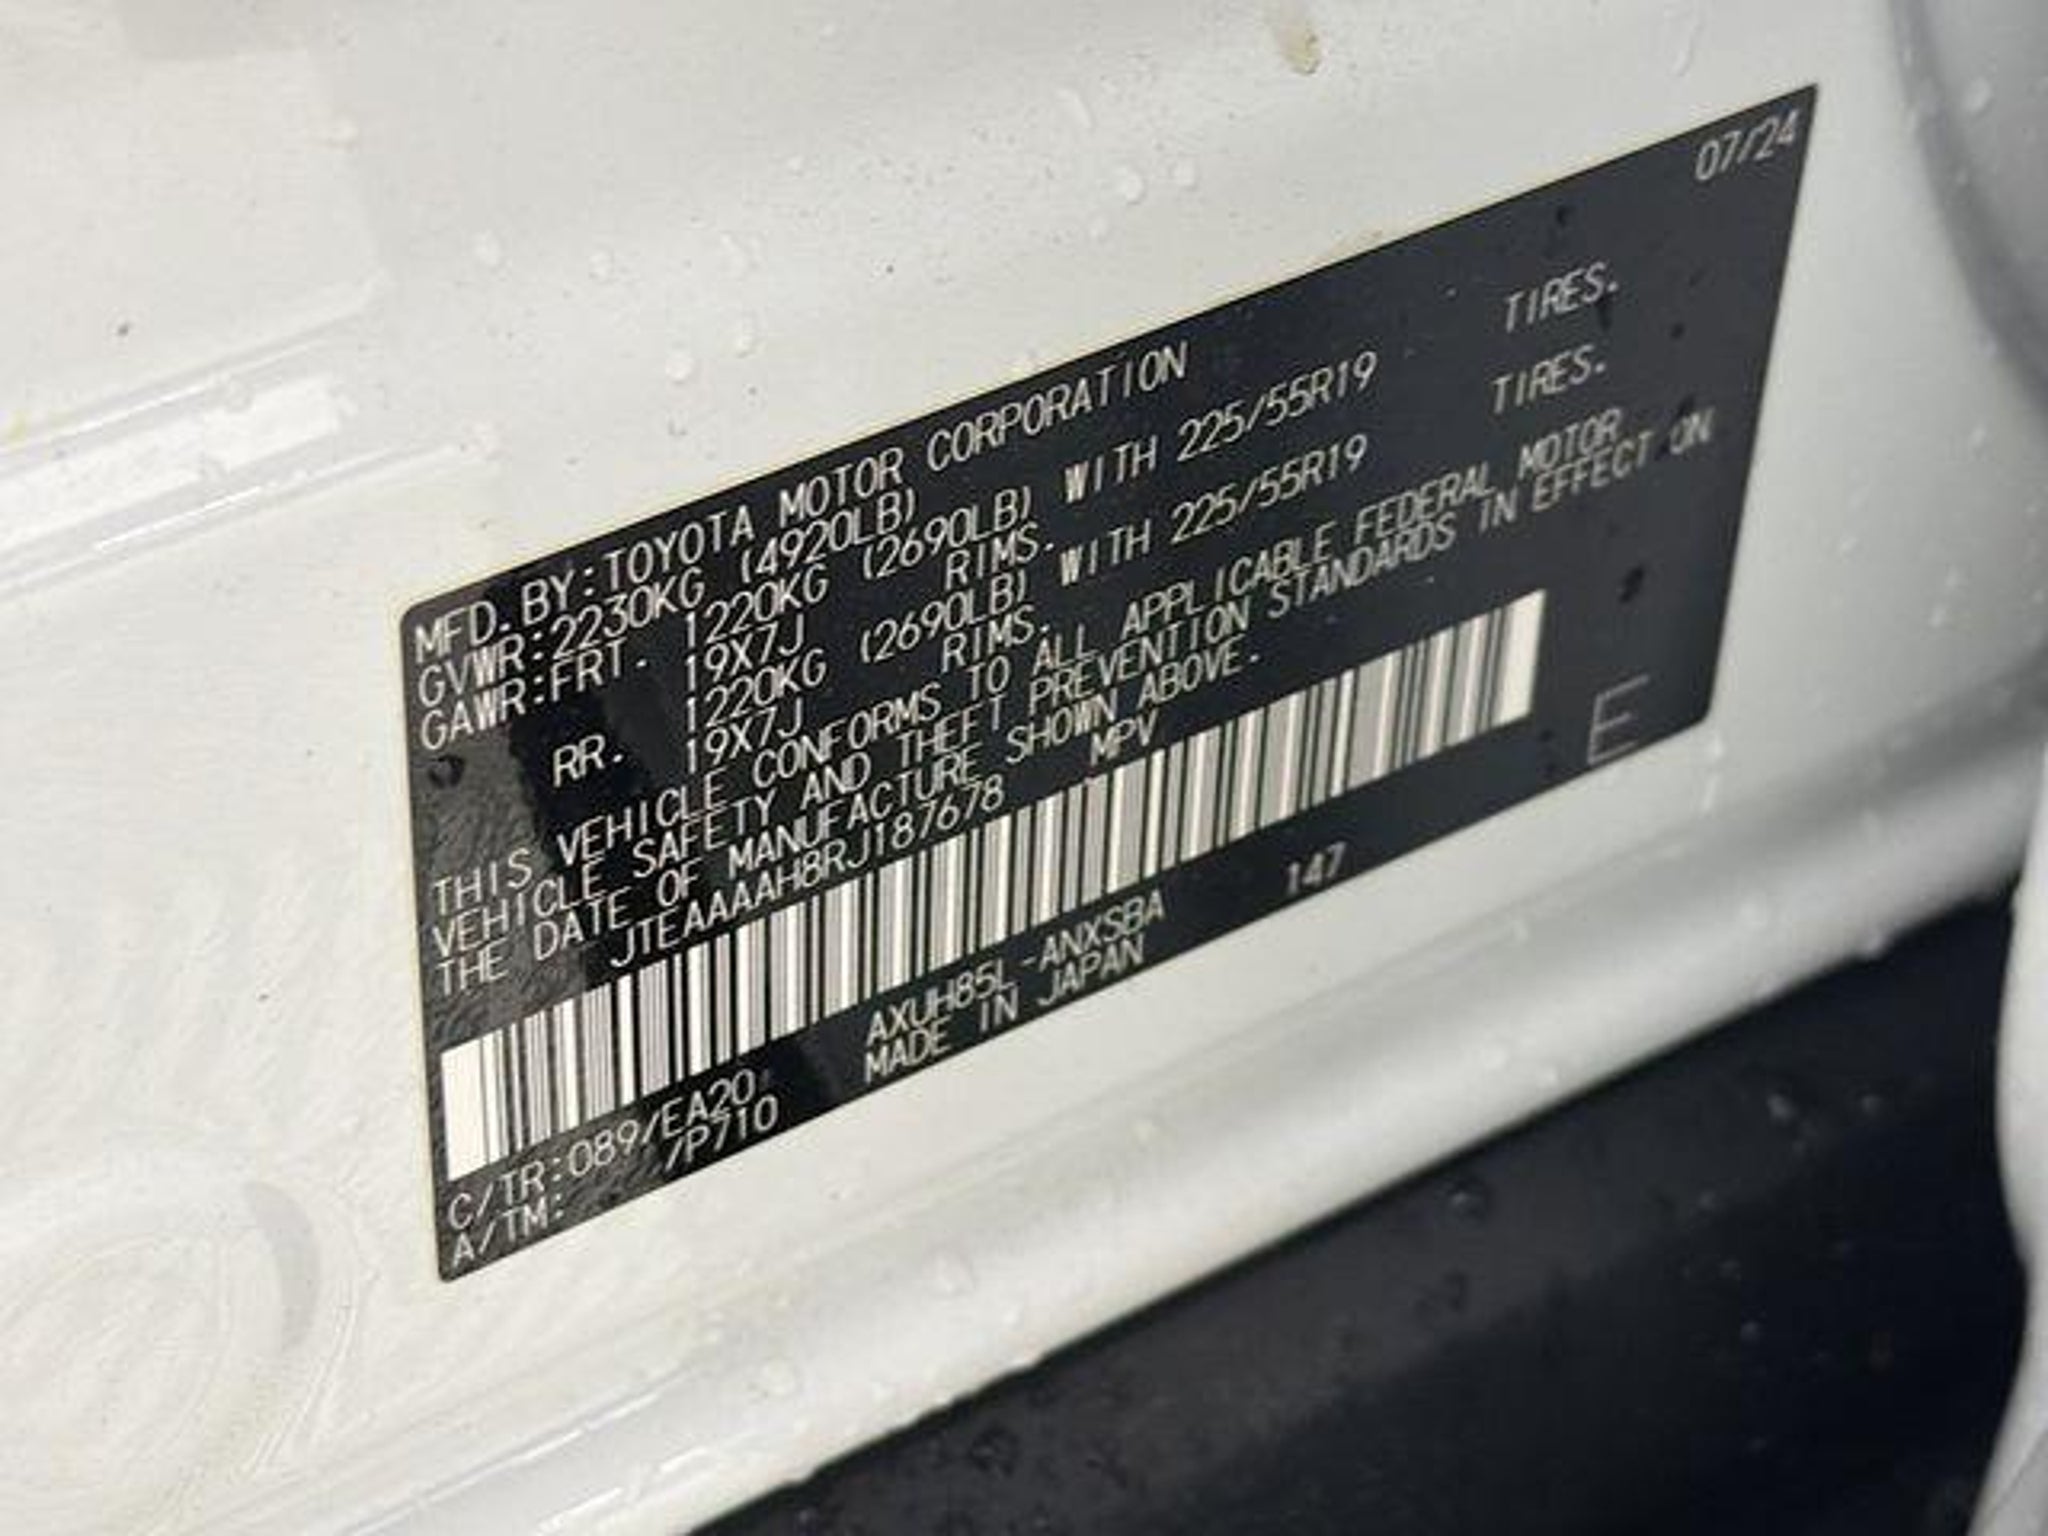 07/24
MFD.BY:TOYOTA MOTOR CORPORATION
GVWR:2230KG (4920LB)
GAWR:FRT. 1220KG (2690LB) WITH 225/55R19 TIRES.
19X7J RIMS.
RR. 1220KG (2690LB) WITH 225/55R19 TIRES.
19X7J RIMS.
THIS VEHICLE CONFORMS TO ALL APPLICABLE FEDERAL MOTOR
VEHICLE SAFETY AND THEFT PREVENTION STANDARDS IN EFFECT ON
THE DATE OF MANUFACTURE SHOWN ABOVE.
JTEAAAAH8RJ187678 MPV
E
C/TR:089/EA20 AXUH85L-ANXSBA 147
A/TM: /P710 MADE IN JAPAN